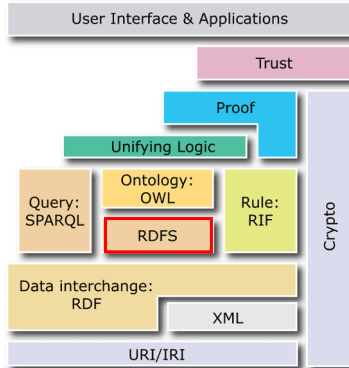 User Interface & Applications
Trust
Proof
Unifying Logic
Query:
SPARQL
Ontology:
OWL
RDFS
Rule:
RIF
Crypto
Data interchange:
RDF
XML
URI/IRI